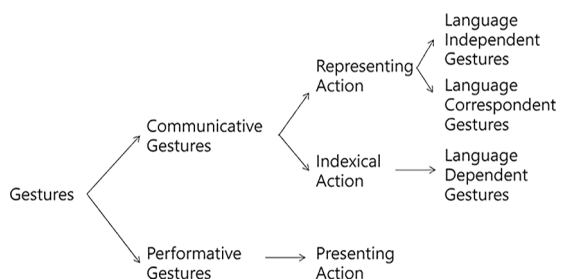 Language
Independent
Gestures
Representing
Action
Language
Correspondent
Gestures
Communicative
Gestures
Indexical
Action
Language
Dependent
Gestures
Gestures
Performative
Gestures
Presenting
Action